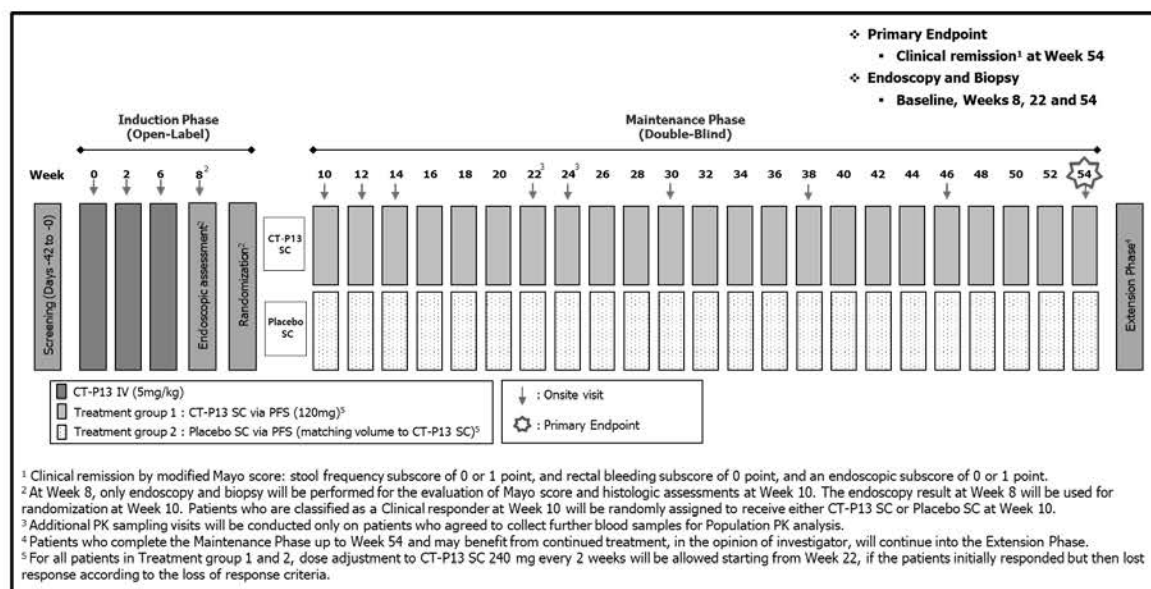 ❖ Primary Endpoint
▪ Clinical remission¹ at Week 54
❖ Endoscopy and Biopsy
▪ Baseline, Weeks 8, 22 and 54
Induction Phase
(Open-Label)
Maintenance Phase
(Double-Blind)
Week 0 2 6 8² 10 12 14 16 18 20 22³ 24³ 26 28 30 32 34 36 38 40 42 44 46 48 50 52 54
Screening (Days -42 to -0)
Endoscopic assessment²
Randomization²
CT-P13
SC
Placebo
SC
Extension Phase⁴
CT-P13 IV (5mg/kg)
Treatment group 1 : CT-P13 SC via PFS (120mg)⁵
Treatment group 2 : Placebo SC via PFS (matching volume to CT-P13 SC)⁵
: Onsite visit
: Primary Endpoint
¹ Clinical remission by modified Mayo score: stool frequency subscore of 0 or 1 point, and rectal bleeding subscore of 0 point, and an endoscopic subscore of 0 or 1 point.
² At Week 8, only endoscopy and biopsy will be performed for the evaluation of Mayo score and histologic assessments at Week 10. The endoscopy result at Week 8 will be used for
randomization at Week 10. Patients who are classified as a Clinical responder at Week 10 will be randomly assigned to receive either CT-P13 SC or Placebo SC at Week 10.
³ Additional PK sampling visits will be conducted only on patients who agreed to collect further blood samples for Population PK analysis.
⁴ Patients who complete the Maintenance Phase up to Week 54 and may benefit from continued treatment, in the opinion of investigator, will continue into the Extension Phase.
⁵ For all patients in Treatment group 1 and 2, dose adjustment to CT-P13 SC 240 mg every 2 weeks will be allowed starting from Week 22, if the patients initially responded but then lost
response according to the loss of response criteria.